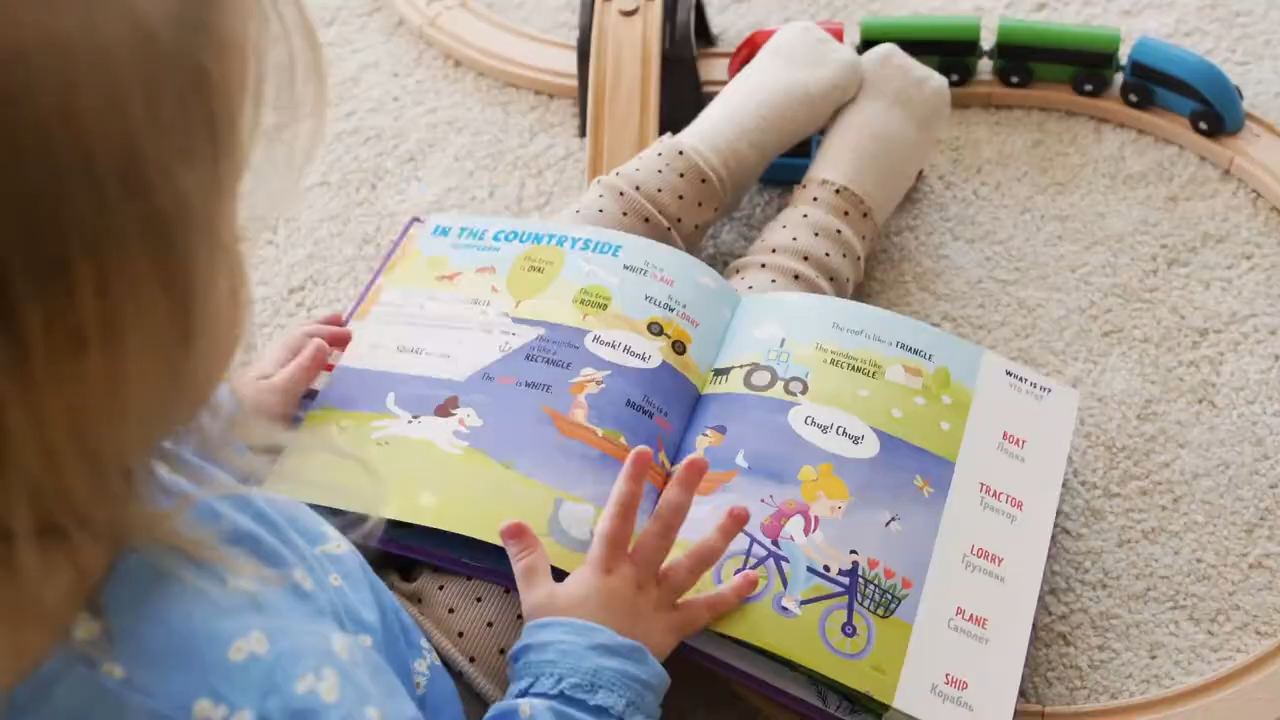 IN THE COUNTRYSIDE
This tree
is OVAL
It is a
WHITE PLANE
This tree
is ROUND
It is a
YELLOW LORRY
SQUARE
This window
is like a
RECTANGLE.
Honk! Honk!
The
is WHITE.
This is a
BROWN
The roof is like a TRIANGLE.
The window is like
a RECTANGLE.
Chug! Chug!
WHAT IS IT?
Что это?
BOAT
Лодка
TRACTOR
Трактор
LORRY
Грузовик
PLANE
Самолёт
SHIP
Корабль